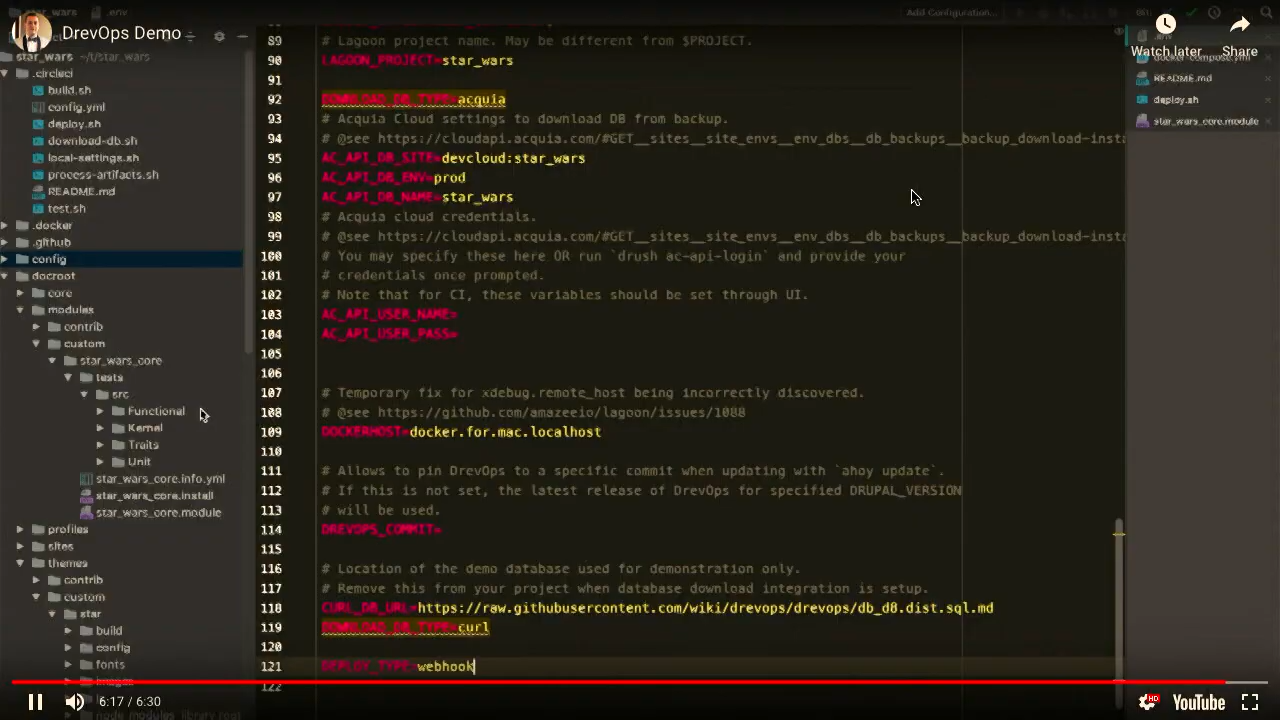 DrevOps Demo
Add Configuration...
Watch later
Share
star_wars ~/t/star_wars
.circleci
build.sh
config.yml
deploy.sh
download-db.sh
local-settings.sh
process-artifacts.sh
README.md
test.sh
.docker
.github
config
docroot
core
modules
contrib
custom
star_wars_core
tests
src
Functional
Kernel
Traits
Unit
star_wars_core.info.yml
star_wars_core.install
star_wars_core.module
profiles
sites
themes
contrib
custom
star
build
config
fonts
images
89 # Lagoon project name. May be different from $PROJECT.
90 LAGOON_PROJECT=star_wars
91
92 DOWNLOAD_DB_TYPE=acquia
93 # Acquia Cloud settings to download DB from backup.
94 # @see https://cloudapi.acquia.com/#GET__sites__site_envs__env_dbs__db_backups__backup_download-insta
95 AC_API_DB_SITE=devcloud:star_wars
96 AC_API_DB_ENV=prod
97 AC_API_DB_NAME=star_wars
98 # Acquia cloud credentials.
99 # @see https://cloudapi.acquia.com/#GET__sites__site_envs__env_dbs__db_backups__backup_download-insta
100 # You may specify these here OR run `drush ac-api-login` and provide your
101 # credentials once prompted.
102 # Note that for CI, these variables should be set through UI.
103 AC_API_USER_NAME=
104 AC_API_USER_PASS=
105
106
107 # Temporary fix for xdebug.remote_host being incorrectly discovered.
108 # @see https://github.com/amazeeio/lagoon/issues/1088
109 DOCKERHOST=docker.for.mac.localhost
110
111 # Allows to pin DrevOps to a specific commit when updating with `ahoy update`.
112 # If this is not set, the latest release of DrevOps for specified DRUPAL_VERSION
113 # will be used.
114 DREVOPS_COMMIT=
115
116 # Location of the demo database used for demonstration only.
117 # Remove this from your project when database download integration is setup.
118 CURL_DB_URL=https://raw.githubusercontent.com/wiki/drevops/drevops/db_d8.dist.sql.md
119 DOWNLOAD_DB_TYPE=curl
120
121 DEPLOY_TYPE=webhook
122
.env
docker-compose.yml
README.md
deploy.sh
star_wars_core.module
6:17 / 6:30
HD
YouTube